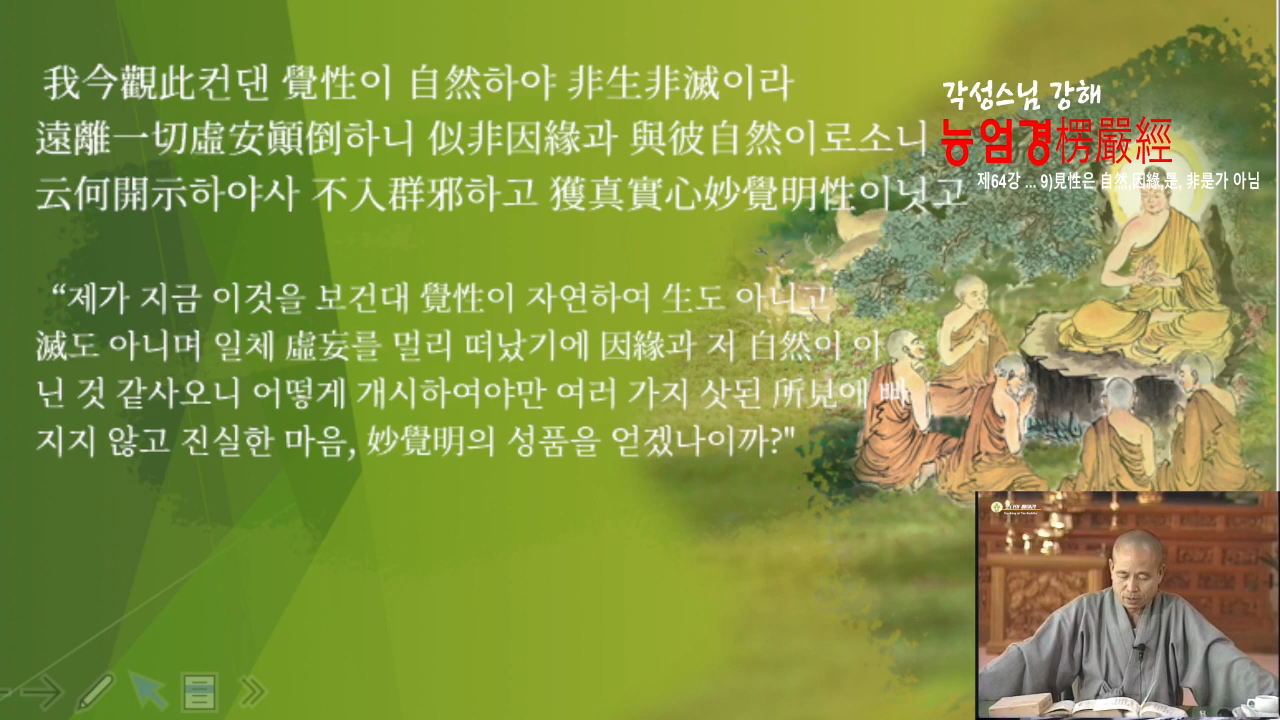 我今觀此컨댄 覺性이 自然하야 非生非滅이라
遠離一切虛妄顚倒하니 似非因緣과 與彼自然이로소니
云何開示하야사 不入群邪하고 獲真實心妙覺明性이닛고
“제가 지금 이것을 보건대 覺性이 자연하여 生도 아니고
滅도 아니며 일체 虛妄를 멀리 떠났기에 因緣과 저 自然이 아
닌 것 같사오니 어떻게 개시하여야만 여러 가지 삿된 所見에 빠
지지 않고 진실한 마음, 妙覺明의 성품을 얻겠나이까?"
각성스님 강해
능엄경楞嚴經
제64강 ... 9)見性은 自然,因緣,是, 非是가 아님